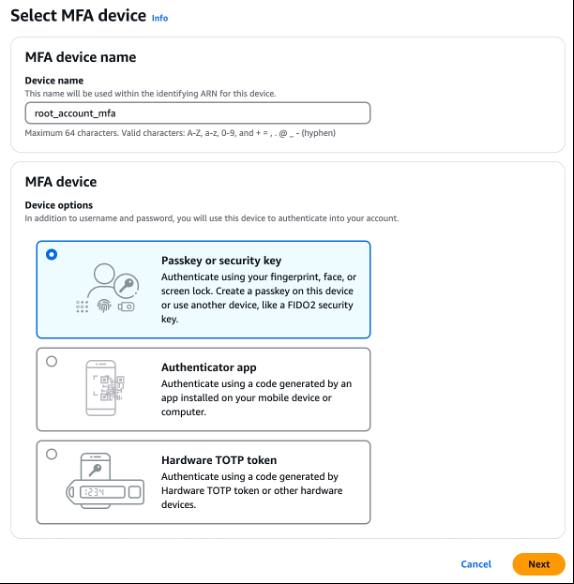 Select MFA device Info
MFA device name
Device name
This name will be used within the identifying ARN for this device.
root_account_mfa
Maximum 64 characters. Valid characters: A-Z, a-z, 0-9, and + = , . @ _ - (hyphen)
MFA device
Device options
In addition to username and password, you will use this device to authenticate into your account.
Passkey or security key
Authenticate using your fingerprint, face, or
screen lock. Create a passkey on this device
or use another device, like a FIDO2 security
key.
Authenticator app
Authenticate using a code generated by an
app installed on your mobile device or
computer.
Hardware TOTP token
Authenticate using a code generated by
Hardware TOTP token or other hardware
devices.
1234
Cancel
Next